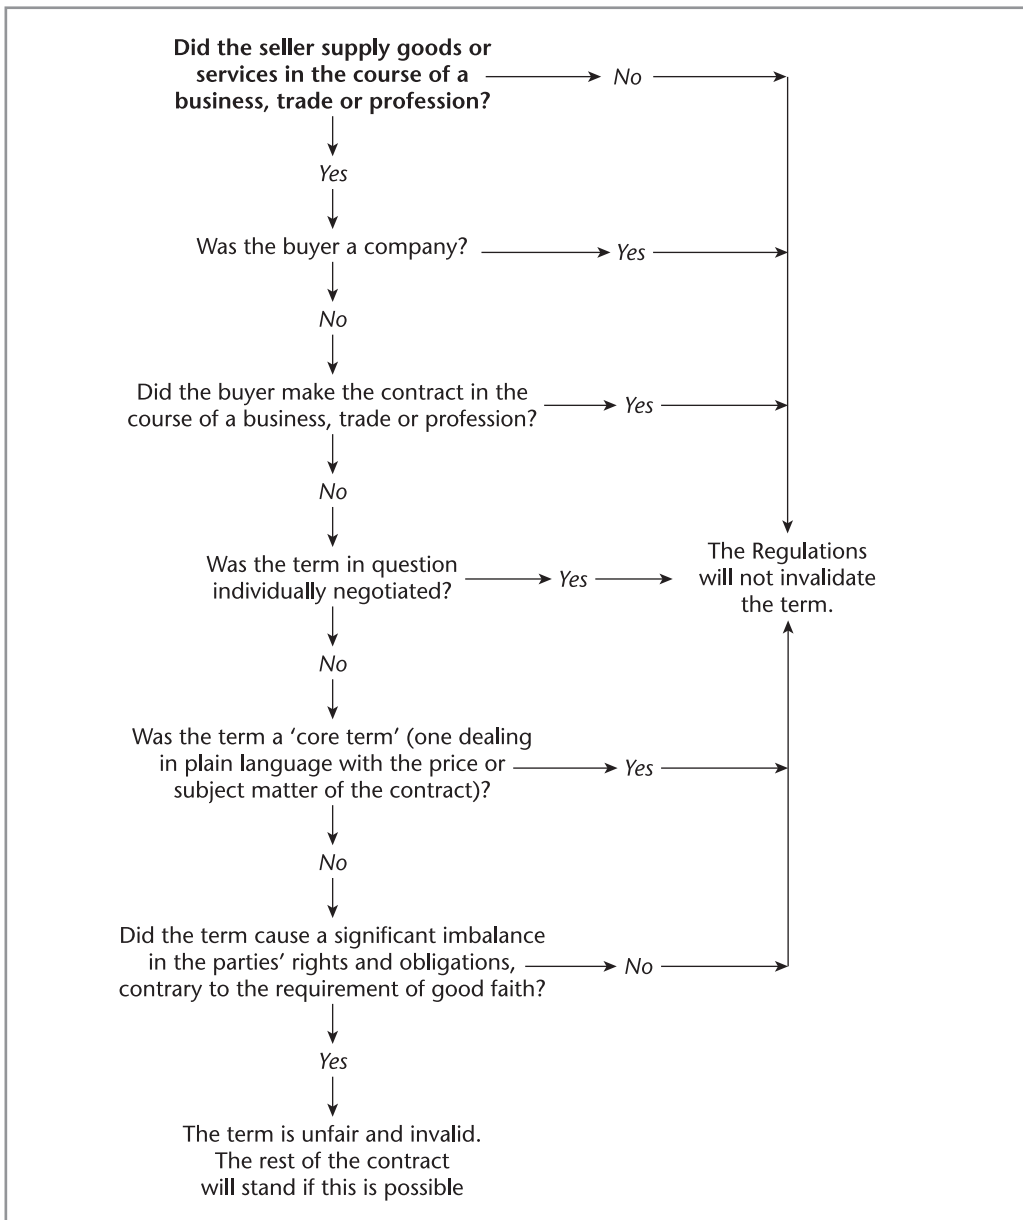 Did the seller supply goods or
services in the course of a
business, trade or profession?
No
Yes
Was the buyer a company?
Yes
No
Did the buyer make the contract in the
course of a business, trade or profession?
Yes
No
Was the term in question
individually negotiated?
Yes
The Regulations
will not invalidate
the term.
No
Was the term a ‘core term’ (one dealing
in plain language with the price or
subject matter of the contract)?
Yes
No
Did the term cause a significant imbalance
in the parties’ rights and obligations,
contrary to the requirement of good faith?
No
Yes
The term is unfair and invalid.
The rest of the contract
will stand if this is possible